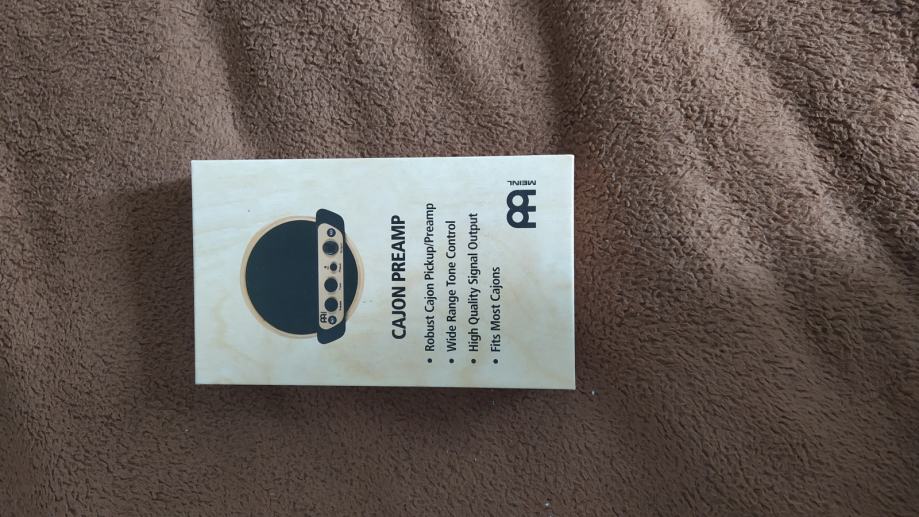 CAJON PREAMP
• Robust Cajon Pickup/Preamp
• Wide Range Tone Control
• High Quality Signal Output
• Fits Most Cajons
MEINL